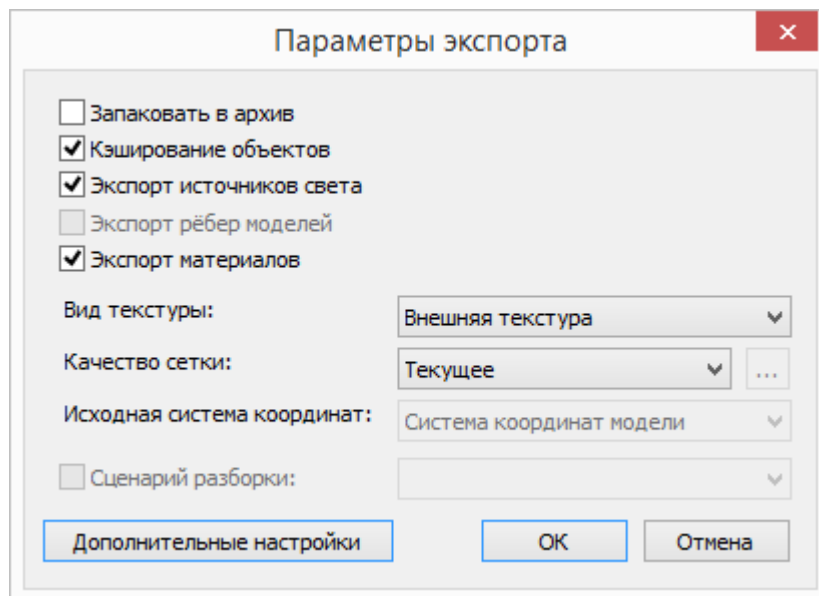 Параметры экспорта
Запаковать в архив
Кэширование объектов
Экспорт источников света
Экспорт рёбер моделей
Экспорт материалов
Вид текстуры: Внешняя текстура
Качество сетки: Текущее ...
Исходная система координат: Система координат модели
Сценарий разборки:
Дополнительные настройки ОК Отмена